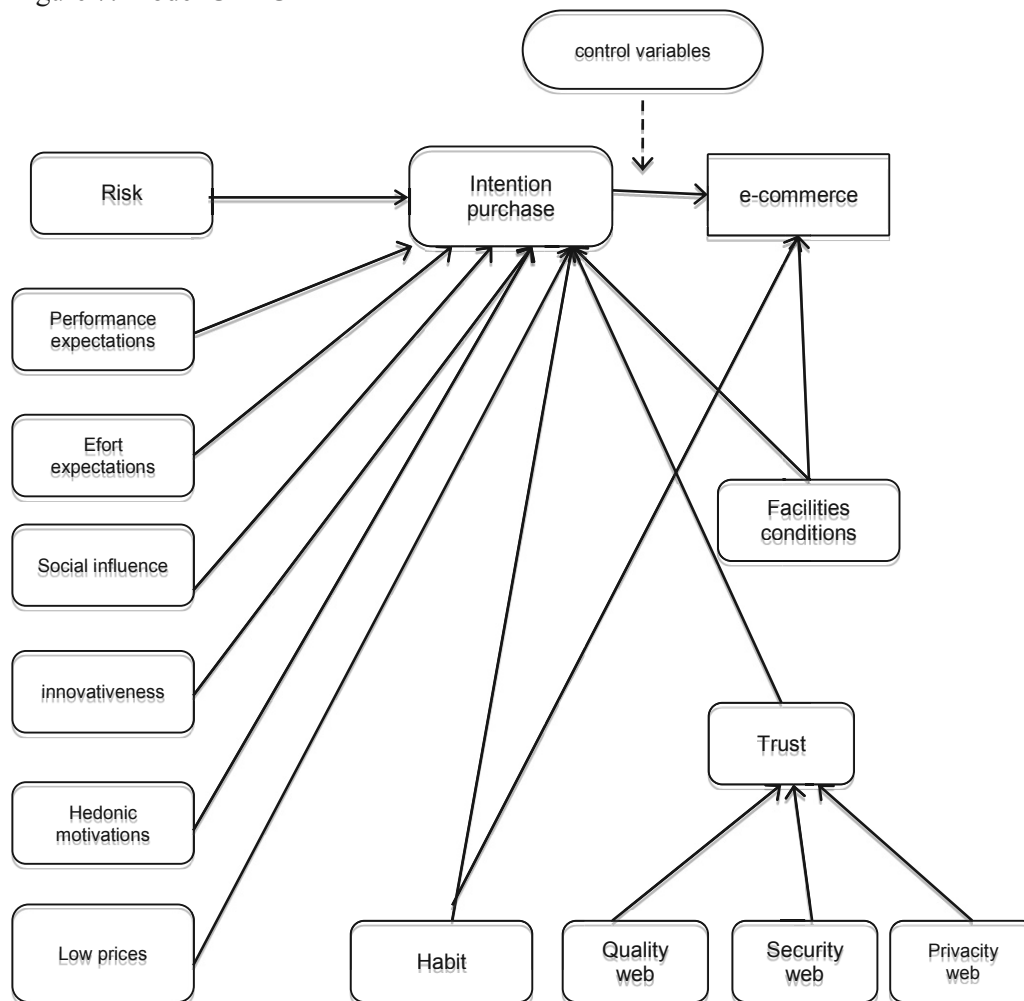 control variables
Risk
Intention
purchase
e-commerce
Performance
expectations
Efort
expectations
Social influence
Facilities
conditions
innovativeness
Trust
Hedonic
motivations
Low prices
Habit
Quality
web
Security
web
Privacity
web